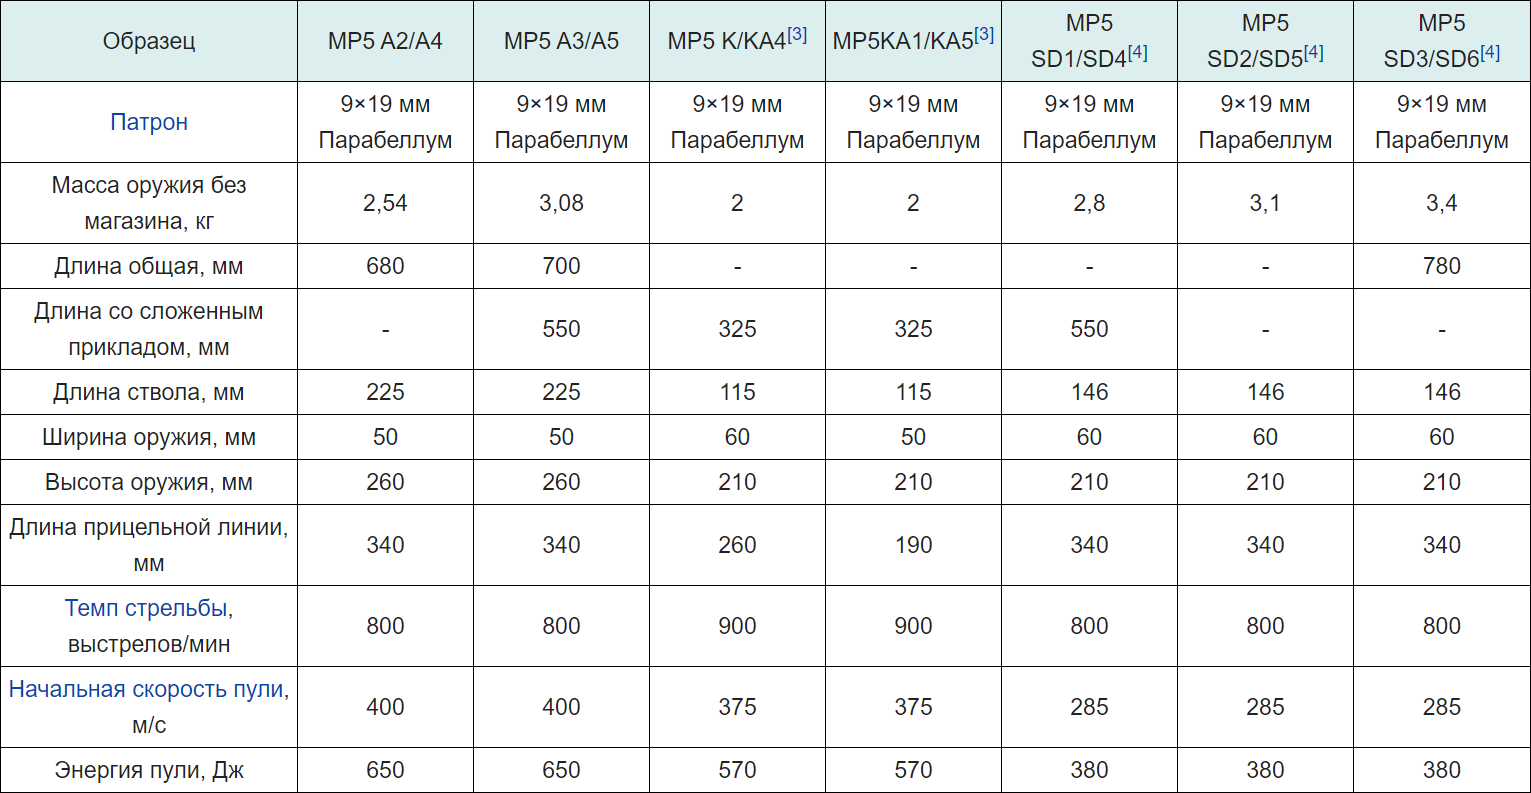 Образец MP5 A2/A4 MP5 A3/A5 MP5 K/KA4[3] MP5KA1/KA5[3] MP5 SD1/SD4[4] MP5 SD2/SD5[4] MP5 SD3/SD6[4]
Патрон 9×19 мм Парабеллум 9×19 мм Парабеллум 9×19 мм Парабеллум 9×19 мм Парабеллум 9×19 мм Парабеллум 9×19 мм Парабеллум 9×19 мм Парабеллум
Масса оружия без магазина, кг 2,54 3,08 2 2 2,8 3,1 3,4
Длина общая, мм 680 700 - - - - 780
Длина со сложенным прикладом, мм - 550 325 325 550 - -
Длина ствола, мм 225 225 115 115 146 146 146
Ширина оружия, мм 50 50 60 50 60 60 60
Высота оружия, мм 260 260 210 210 210 210 210
Длина прицельной линии, мм 340 340 260 190 340 340 340
Темп стрельбы, выстрелов/мин 800 800 900 900 800 800 800
Начальная скорость пули, м/с 400 400 375 375 285 285 285
Энергия пули, Дж 650 650 570 570 380 380 380